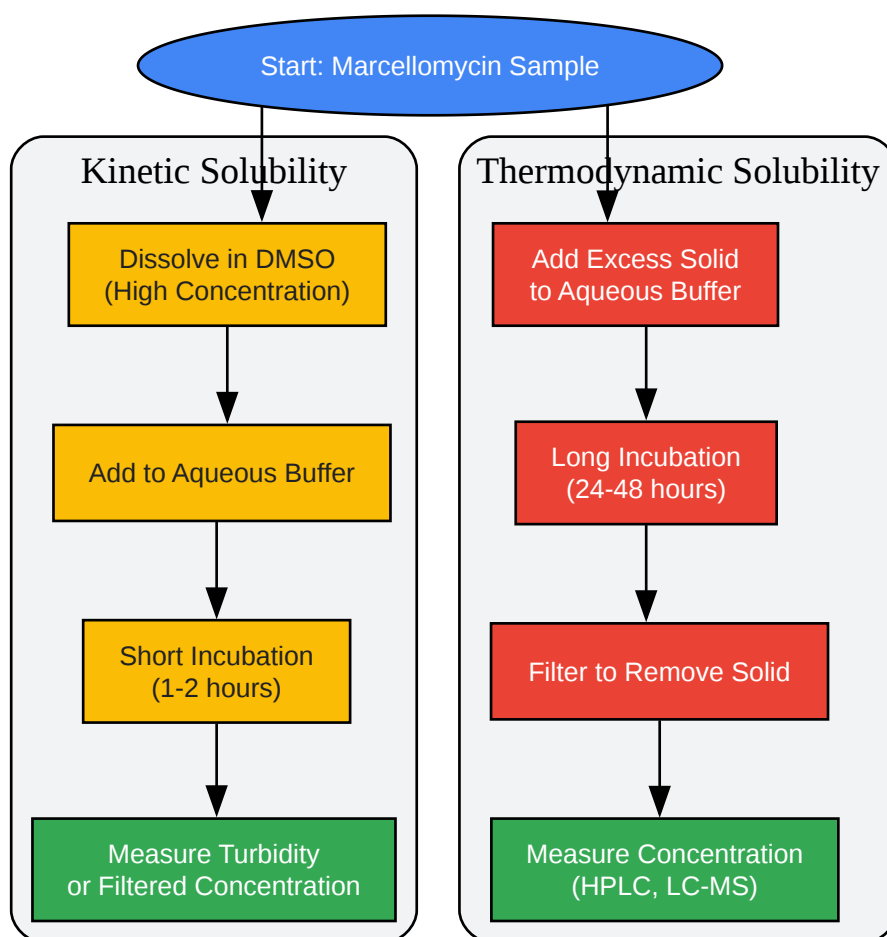 Start: Marcellomycin Sample
Kinetic Solubility
Dissolve in DMSO
(High Concentration)
Add to Aqueous Buffer
Short Incubation
(1-2 hours)
Measure Turbidity
or Filtered Concentration
Thermodynamic Solubility
Add Excess Solid
to Aqueous Buffer
Long Incubation
(24-48 hours)
Filter to Remove Solid
Measure Concentration
(HPLC, LC-MS)